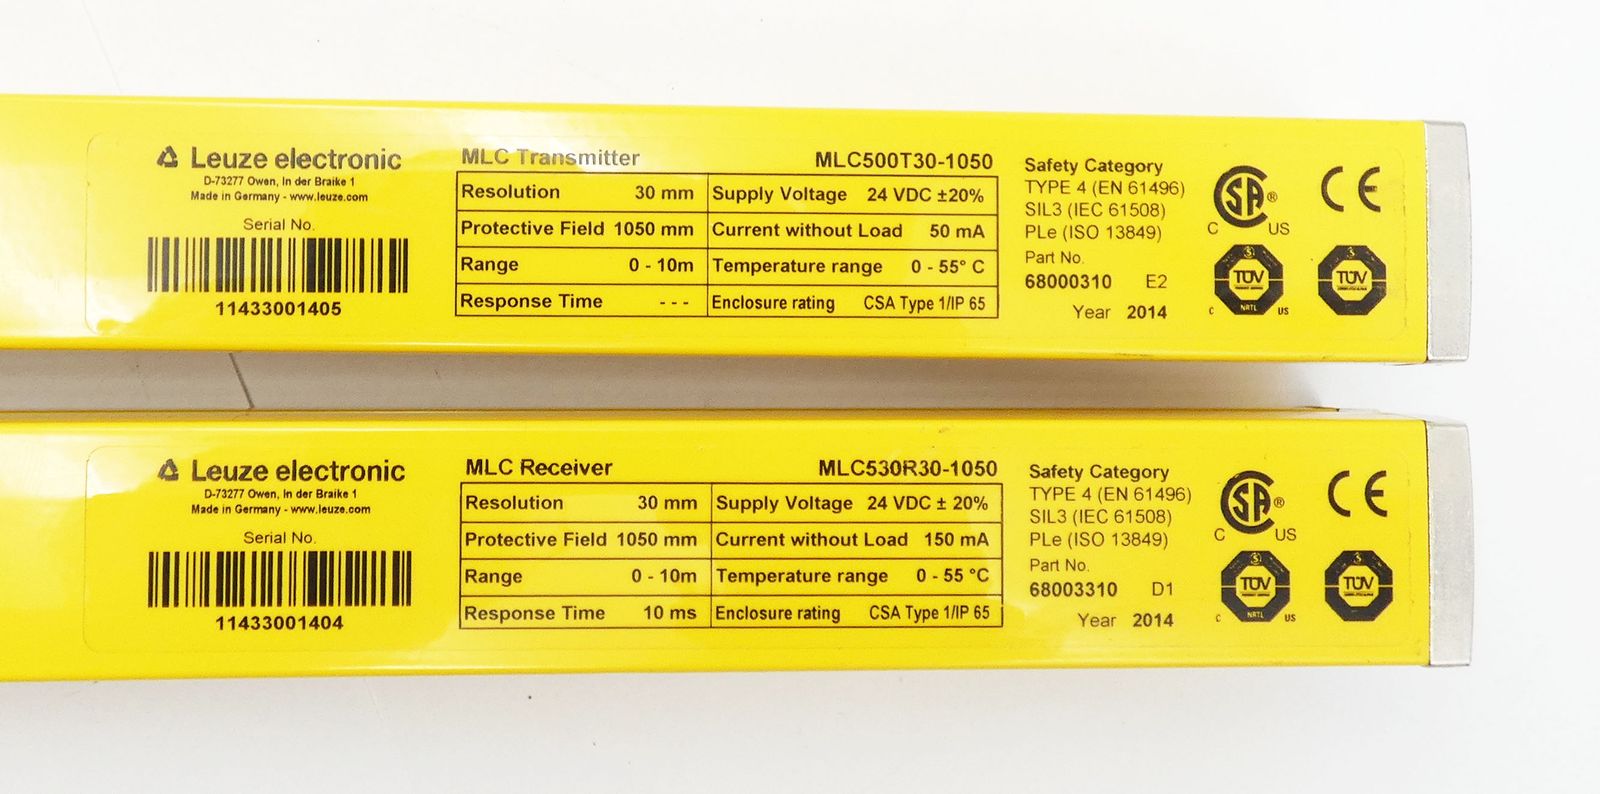 Leuze electronic
D-73277 Owen, In der Braike 1
Made in Germany - www.leuze.com
Serial No.
11433001405
MLC Transmitter MLC500T30-1050
Resolution 30 mm Supply Voltage 24 VDC ±20%
Protective Field 1050 mm Current without Load 50 mA
Range 0 - 10m Temperature range 0 - 55° C
Response Time - - - Enclosure rating CSA Type 1/IP 65
Safety Category
TYPE 4 (EN 61496)
SIL3 (IEC 61508)
PLe (ISO 13849)
Part No.
68000310 E2
Year 2014
C SA ® US
CE
TÜV
C NRTL US
TÜV
Leuze electronic
D-73277 Owen, In der Braike 1
Made in Germany - www.leuze.com
Serial No.
11433001404
MLC Receiver MLC530R30-1050
Resolution 30 mm Supply Voltage 24 VDC ± 20%
Protective Field 1050 mm Current without Load 150 mA
Range 0 - 10m Temperature range 0 - 55 °C
Response Time 10 ms Enclosure rating CSA Type 1/IP 65
Safety Category
TYPE 4 (EN 61496)
SIL3 (IEC 61508)
PLe (ISO 13849)
Part No.
68003310 D1
Year 2014
C SA ® US
CE
TÜV
C NRTL US
TÜV